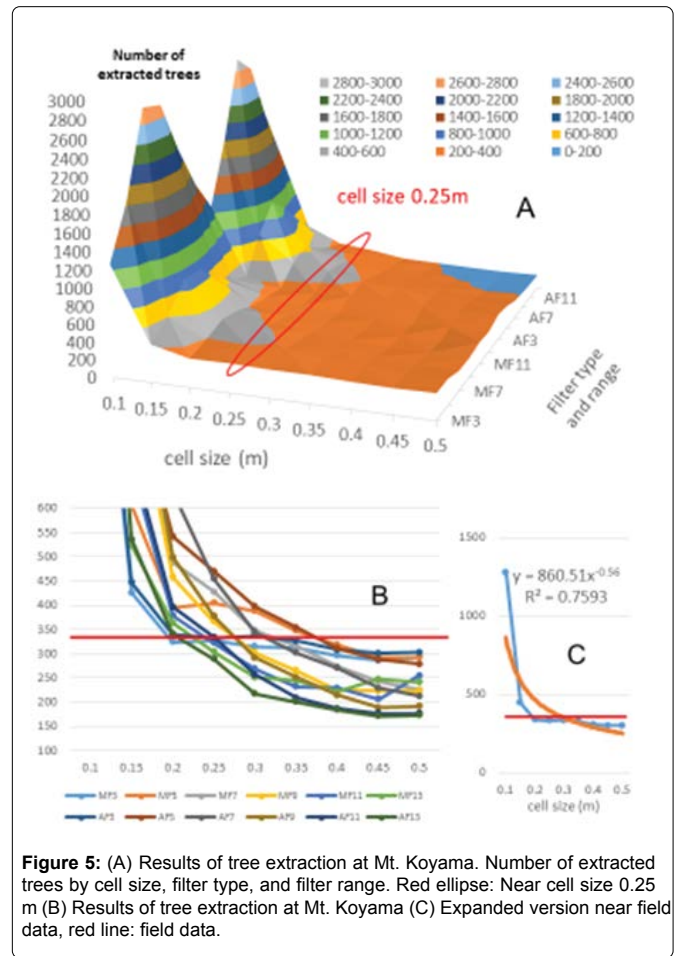 Number of
extracted trees
2800-3000 2600-2800 2400-2600
2200-2400 2000-2200 1800-2000
1600-1800 1400-1600 1200-1400
1000-1200 800-1000 600-800
400-600 200-400 0-200
3000
2800
2600
2400
2200
2000
1800
1600
1400
1200
1000
800
600
400
200
0
cell size 0.25m
A
0.1 0.15 0.2 0.25 0.3 0.35 0.4 0.45 0.5
cell size (m)
MF3
MF7
MF11
AF3
AF7
AF11
Filter type
and range
600
550
500
450
400
350
300
250
200
150
100
B
0.1 0.15 0.2 0.25 0.3 0.35 0.4 0.45 0.5
MF3 MF5 MF7 MF9 MF11 MF13
AF3 AF5 AF7 AF9 AF11 AF13
1500
1000
500
0
y = 860.51x^-0.56
R² = 0.7593
C
0.1 0.2 0.3 0.4 0.5
cell size (m)
Figure 5: (A) Results of tree extraction at Mt. Koyama. Number of extracted
trees by cell size, filter type, and filter range. Red ellipse: Near cell size 0.25
m (B) Results of tree extraction at Mt. Koyama (C) Expanded version near field
data, red line: field data.